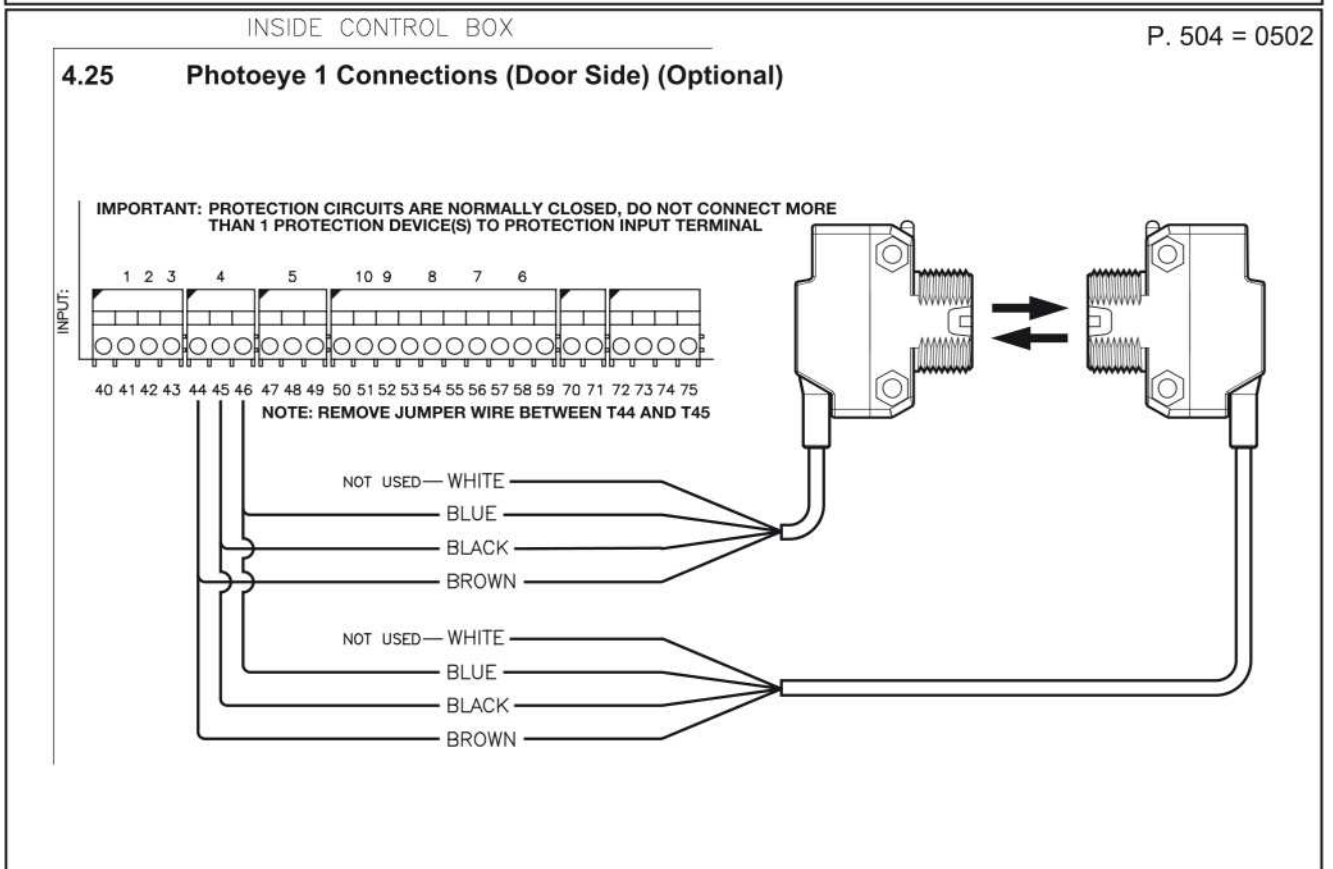 INSIDE CONTROL BOX
P. 504 = 0502
4.25 Photoeye 1 Connections (Door Side) (Optional)
IMPORTANT: PROTECTION CIRCUITS ARE NORMALLY CLOSED, DO NOT CONNECT MORE
THAN 1 PROTECTION DEVICE(S) TO PROTECTION INPUT TERMINAL
INPUT:
1 2 3 4 5 10 9 8 7 6
40 41 42 43 44 45 46 47 48 49 50 51 52 53 54 55 56 57 58 59 70 71 72 73 74 75
NOTE: REMOVE JUMPER WIRE BETWEEN T44 AND T45
NOT USED — WHITE
BLUE
BLACK
BROWN
NOT USED — WHITE
BLUE
BLACK
BROWN